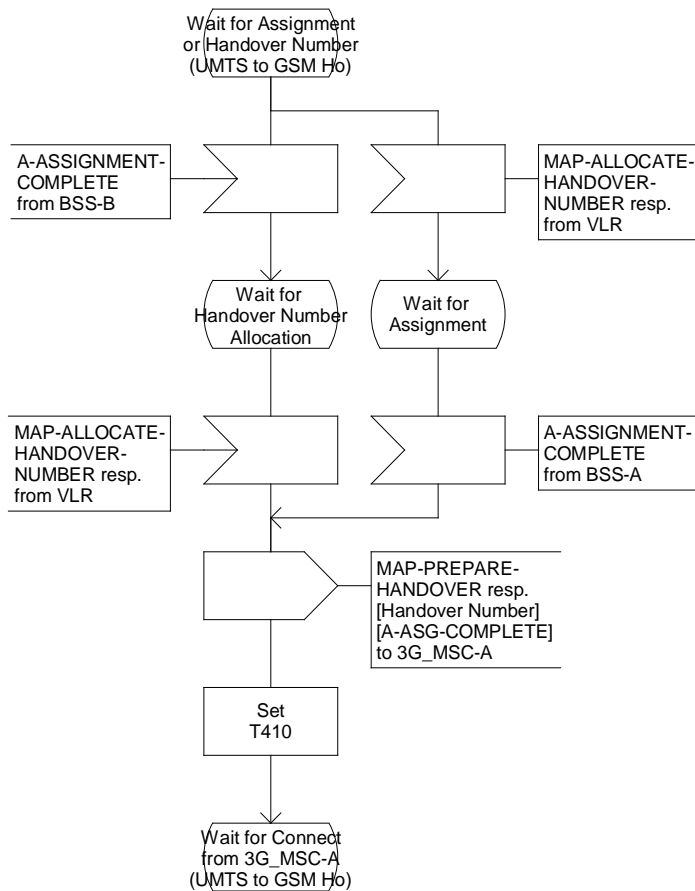 Wait for Assignment
or Handover Number
(UMTS to GSM Ho)
A-ASSIGNMENT-
COMPLETE
from BSS-B
MAP-ALLOCATE-
HANDOVER-
NUMBER resp.
from VLR
Wait for
Handover Number
Allocation
Wait for
Assignment
MAP-ALLOCATE-
HANDOVER-
NUMBER resp.
from VLR
A-ASSIGNMENT-
COMPLETE
from BSS-A
MAP-PREPARE-
HANDOVER resp.
[Handover Number]
[A-ASG-COMPLETE]
to 3G_MSC-A
Set
T410
Wait for Connect
from 3G_MSC-A
(UMTS to GSM Ho)